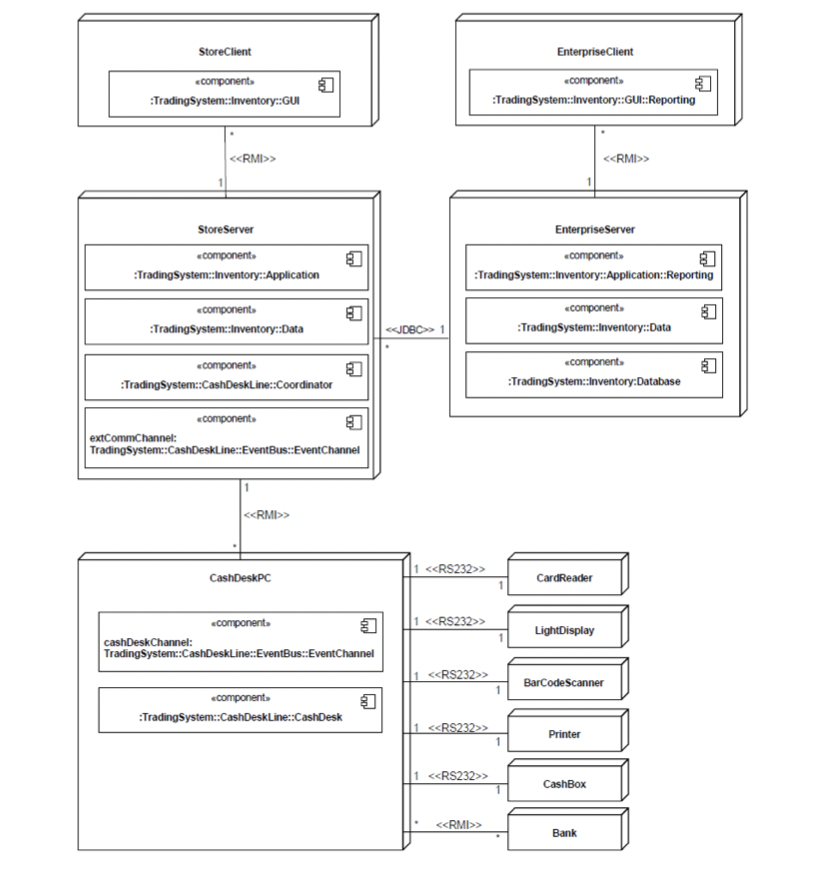 StoreClient
«component»
:TradingSystem::Inventory::GUI
EnterpriseClient
«component»
:TradingSystem::Inventory::GUI::Reporting
*
<<RMI>>
1
*
<<RMI>>
1
StoreServer
«component»
:TradingSystem::Inventory::Application
«component»
:TradingSystem::Inventory::Data
«component»
:TradingSystem::CashDeskLine::Coordinator
«component»
extCommChannel:
TradingSystem::CashDeskLine::EventBus::EventChannel
<<JDBC>> 1
*
EnterpriseServer
«component»
:TradingSystem::Inventory::Application::Reporting
«component»
:TradingSystem::Inventory::Data
«component»
:TradingSystem::Inventory:Database
1
<<RMI>>
*
CashDeskPC
«component»
cashDeskChannel:
TradingSystem::CashDeskLine::EventBus::EventChannel
«component»
:TradingSystem::CashDeskLine::CashDesk
1 <<RS232>>
1
CardReader
1 <<RS232>>
1
LightDisplay
1 <<RS232>>
1
BarCodeScanner
1 <<RS232>>
1
Printer
1 <<RS232>>
1
CashBox
* <<RMI>>
*
Bank